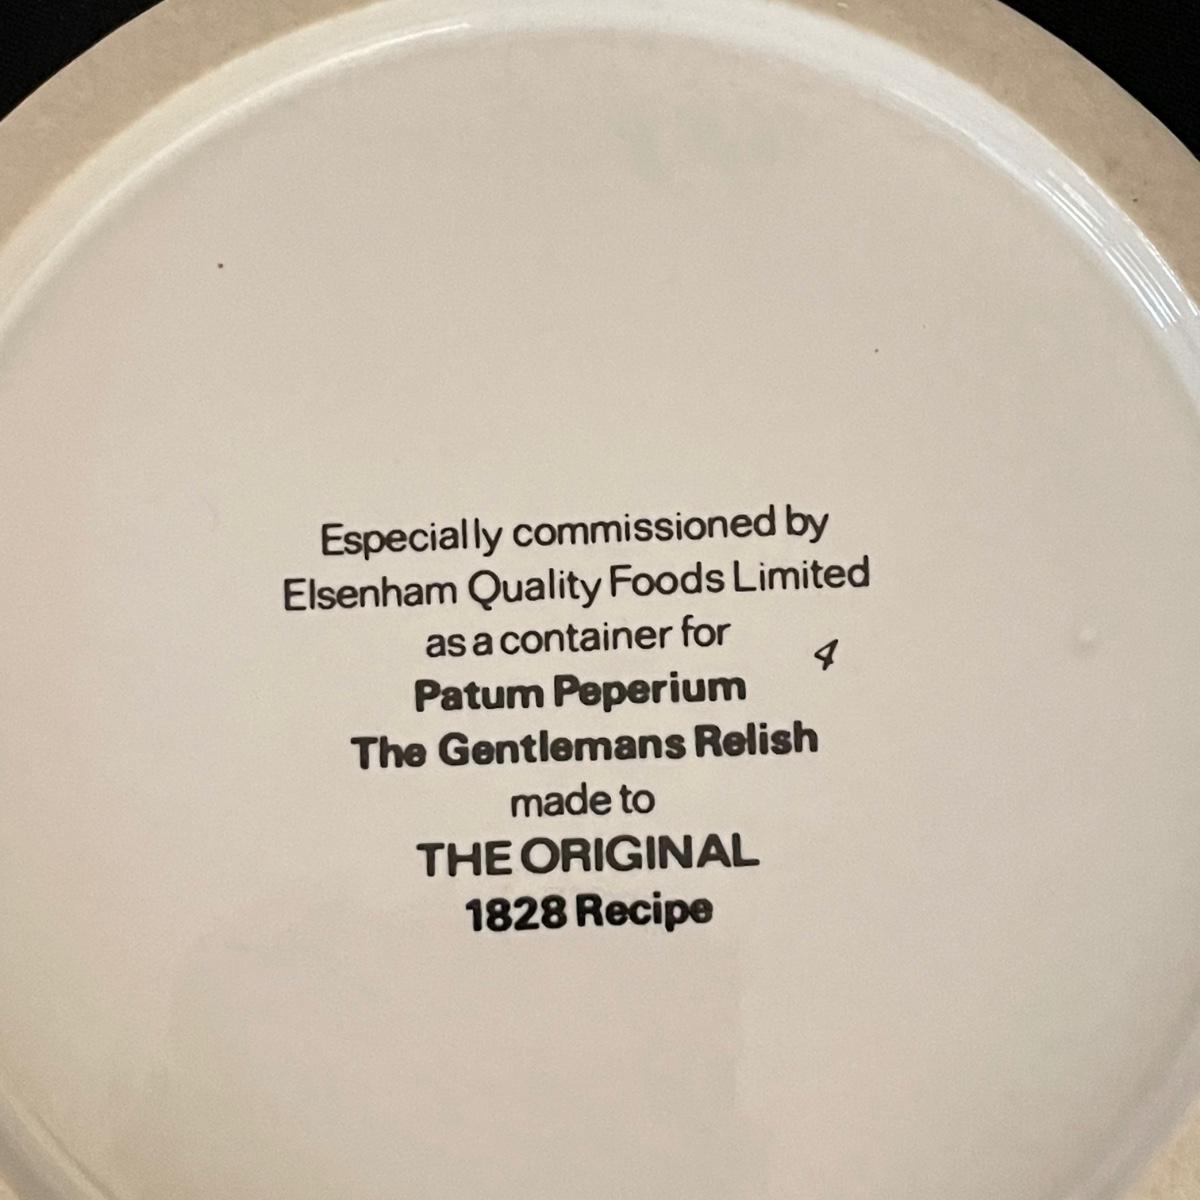 Especially commissioned by
Elsenham Quality Foods Limited
as a container for
4
Patum Peperium
The Gentlemans Relish
made to
THE ORIGINAL
1828 Recipe